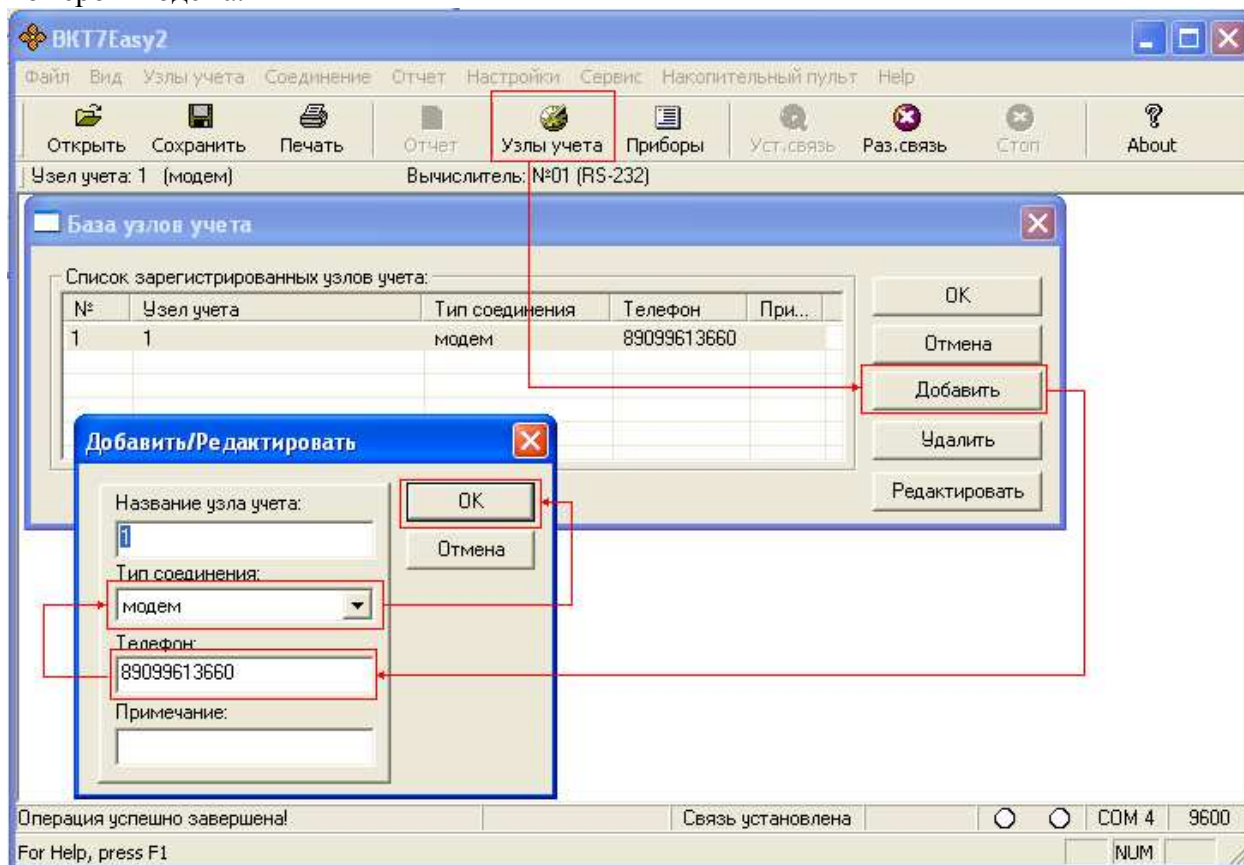 ВКТ7Easy2
Файл Вид Узлы учета Соединение Отчет Настройки Сервис Накопительный пульт Help
Открыть Сохранить Печать Отчет Узлы учета Приборы Уст.связь Раз.связь Стоп About
Узел учета: 1 (модем) Вычислитель: №01 (RS-232)
База узлов учета
Список зарегистрированных узлов учета:
№ Узел учета Тип соединения Телефон При...
1 1 модем 89099613660
OK
Отмена
Добавить
Удалить
Редактировать
Добавить/Редактировать
Название узла учета:
1
Тип соединения:
модем
Телефон:
89099613660
Примечание:
OK
Отмена
Операция успешно завершена! Связь установлена COM 4 9600
For Help, press F1 NUM